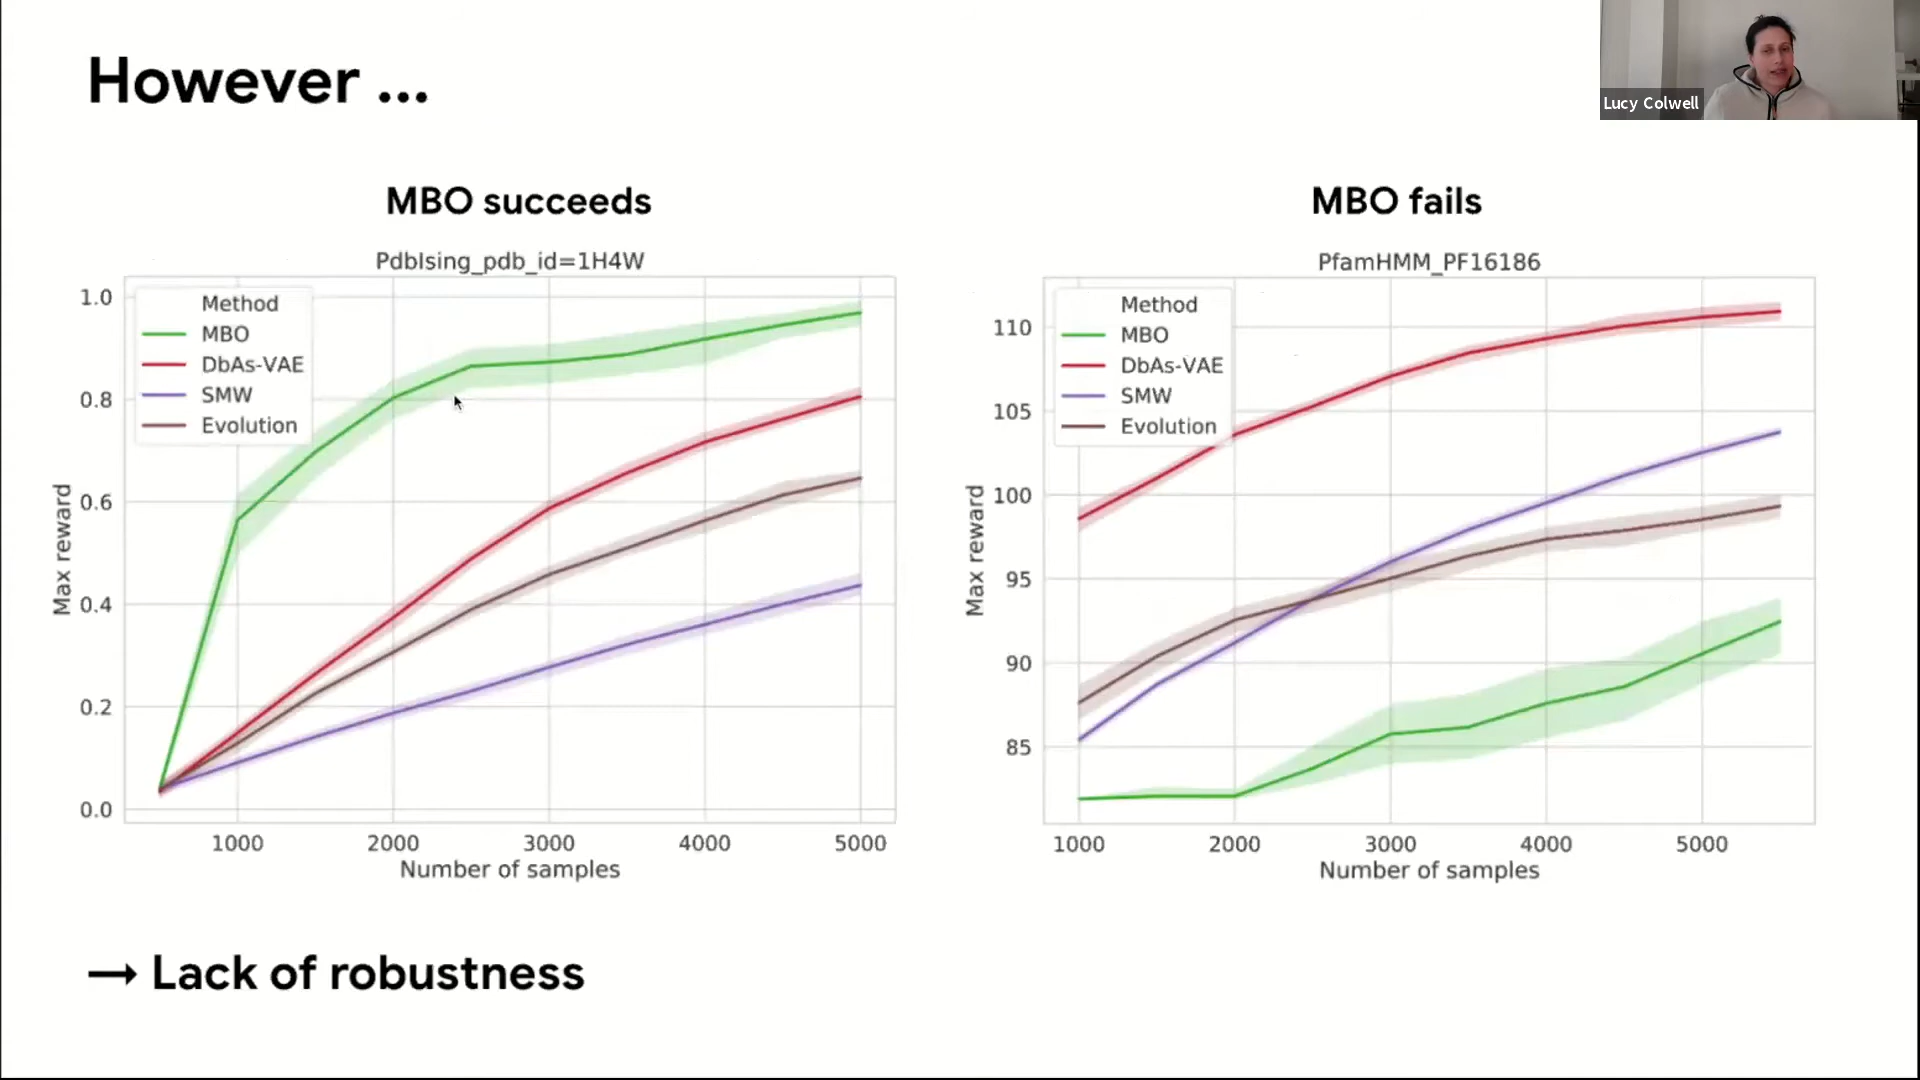 However ...
Lucy Colwell
MBO succeeds
PdbIsing_pdb_id=1H4W
Method
MBO
DbAs-VAE
SMW
Evolution
Max reward
1.0
0.8
0.6
0.4
0.2
0.0
1000 2000 3000 4000 5000
Number of samples
MBO fails
PfamHMM_PF16186
Method
MBO
DbAs-VAE
SMW
Evolution
Max reward
110
105
100
95
90
85
1000 2000 3000 4000 5000
Number of samples
→ Lack of robustness